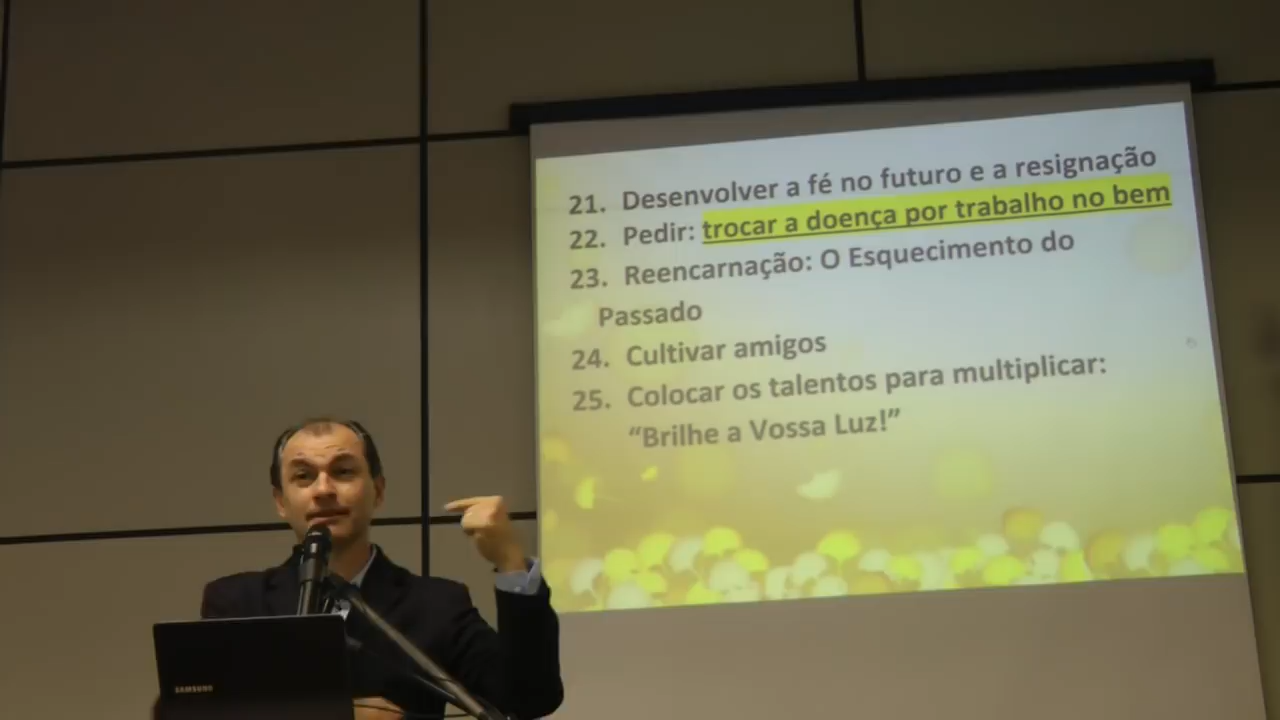 21. Desenvolver a fé no futuro e a resignação
22. Pedir: trocar a doença por trabalho no bem
23. Reencarnação: O Esquecimento do
Passado
24. Cultivar amigos
25. Colocar os talentos para multiplicar:
“Brilhe a Vossa Luz!”
SAMSUNG